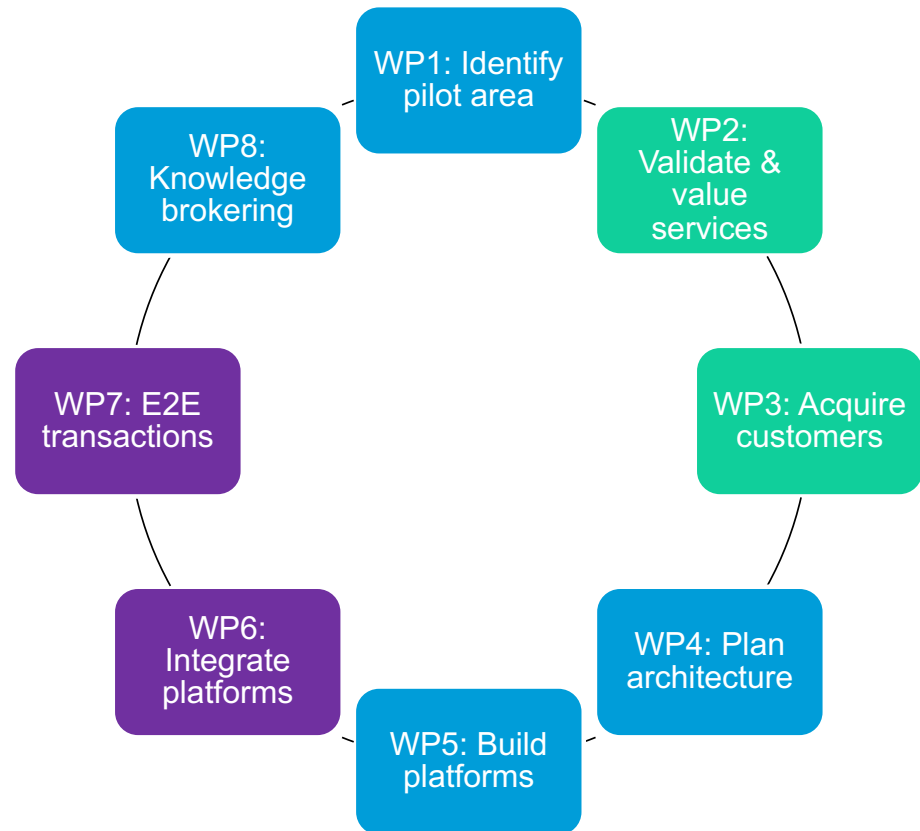 WP1: Identify
pilot area
WP2:
Validate &
value
services
WP3: Acquire
customers
WP4: Plan
architecture
WP5: Build
platforms
WP6:
Integrate
platforms
WP7: E2E
transactions
WP8:
Knowledge
brokering